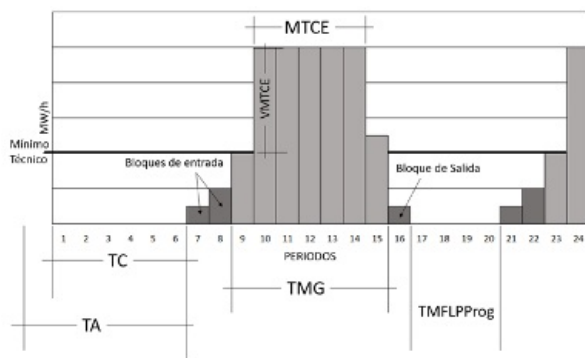 MTCE
MW/h
VMTCE
Mínimo
Técnico
Bloques de entrada
Bloque de Salida
1 2 3 4 5 6 7 8 9 10 11 12 13 14 15 16 17 18 19 20 21 22 23 24
PERIODOS
TC
TMG
TMFLPProg
TA